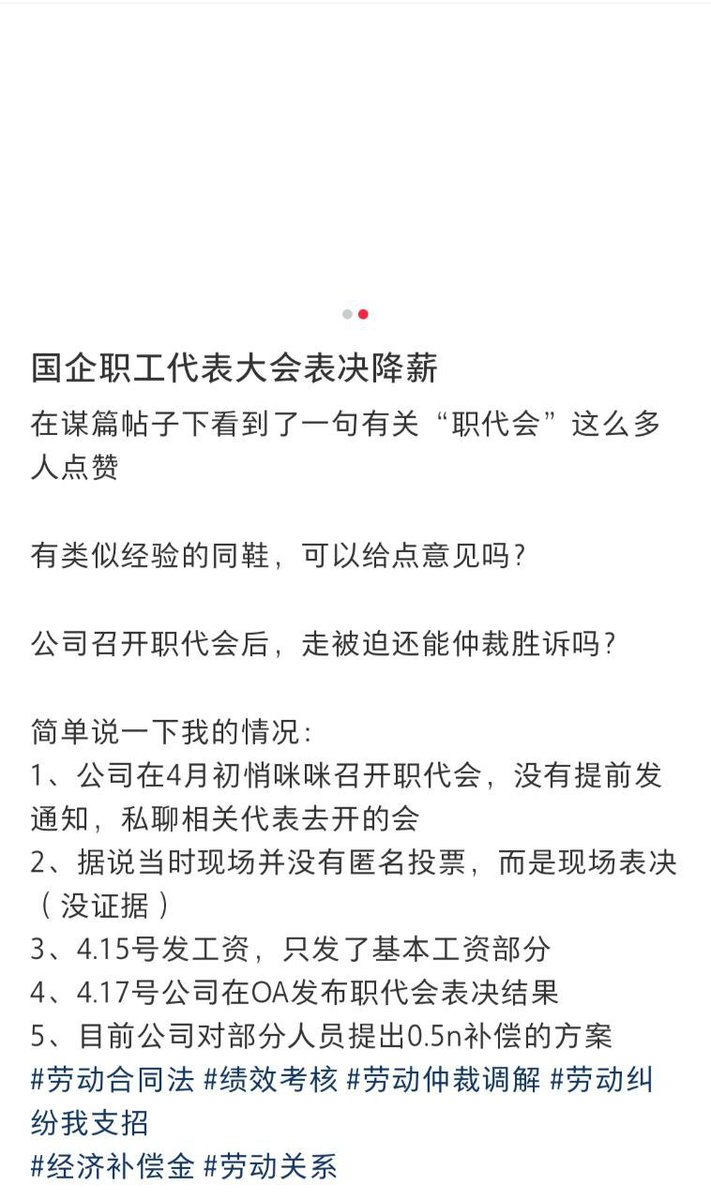 国企职工代表大会表决降薪
在谋篇帖子下看到了一句有关“职代会”这么多
人点赞
有类似经验的同鞋，可以给点意见吗？
公司召开职代会后，走被迫还能仲裁胜诉吗？
简单说一下我的情况：
1、公司在4月初悄咪咪召开职代会，没有提前发
通知，私聊相关代表去开的会
2、据说当时现场并没有匿名投票，而是现场表决
（没证据）
3、4.15号发工资，只发了基本工资部分
4、4.17号公司在OA发布职代会表决结果
5、目前公司对部分人员提出0.5n补偿的方案
#劳动合同法 #绩效考核 #劳动仲裁调解 #劳动纠
纷我支招
#经济补偿金 #劳动关系